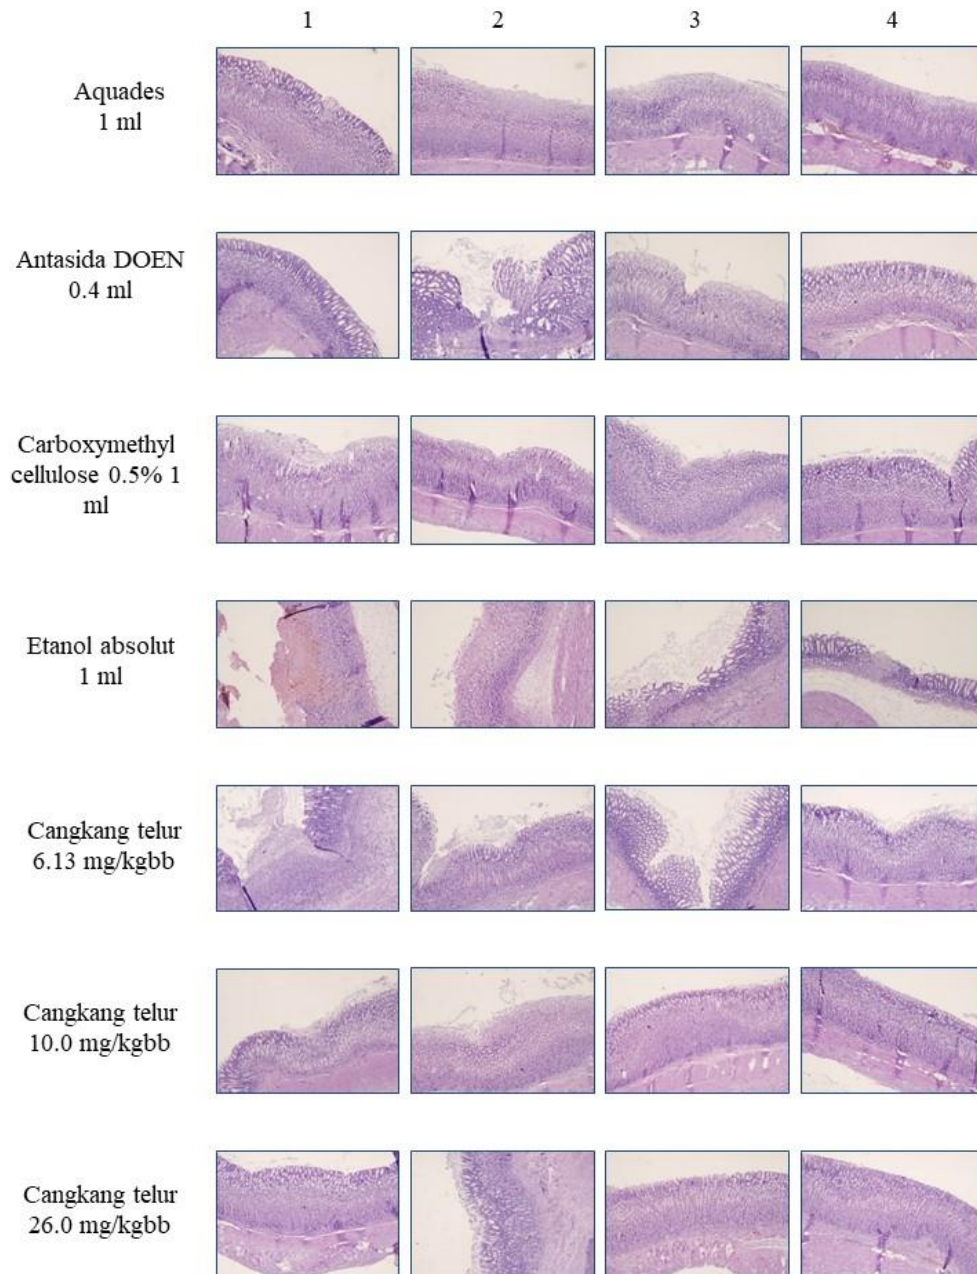 1 2 3 4
Aquades
1 ml
Antasida DOEN
0.4 ml
Carboxymethyl
cellulose 0.5% 1
ml
Etanol absolut
1 ml
Cangkang telur
6.13 mg/kgbb
Cangkang telur
10.0 mg/kgbb
Cangkang telur
26.0 mg/kgbb